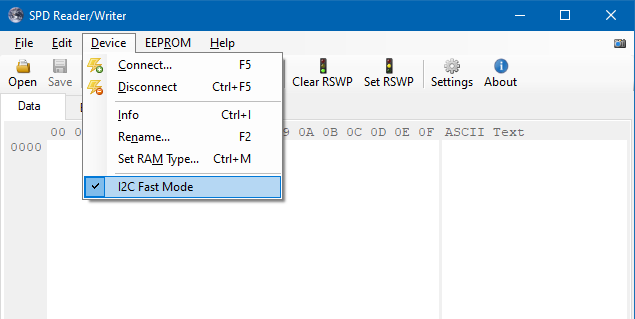 SPD Reader/Writer
File Edit Device EEPROM Help
Open Save Clear RSWP Set RSWP Settings About
Connect... F5
Disconnect Ctrl+F5
Info Ctrl+I
Rename... F2
Set RAM Type... Ctrl+M
I2C Fast Mode
Data
00 0 9 0A 0B 0C 0D 0E 0F ASCII Text
0000